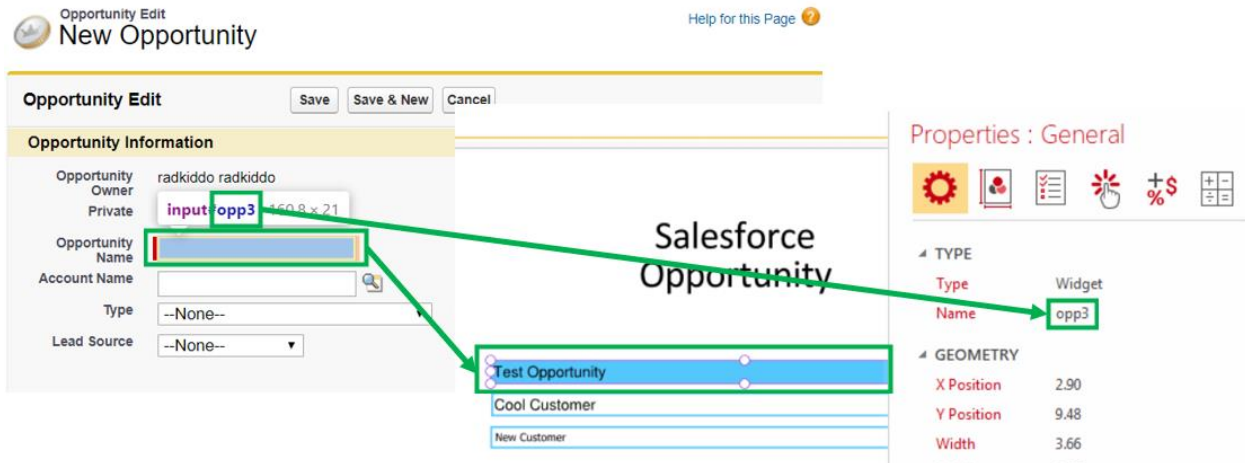 Opportunity Edit
New Opportunity
Help for this Page
Opportunity Edit
Save
Save & New
Cancel
Opportunity Information
Opportunity
Owner
radkiddo radkiddo
Private
input#opp3 160.8 × 21
Opportunity
Name
Account Name
Type
--None--
Lead Source
--None--
Salesforce
Opportunity
Test Opportunity
Cool Customer
New Customer
Properties : General
TYPE
Type
Widget
Name
opp3
GEOMETRY
X Position
2.90
Y Position
9.48
Width
3.66